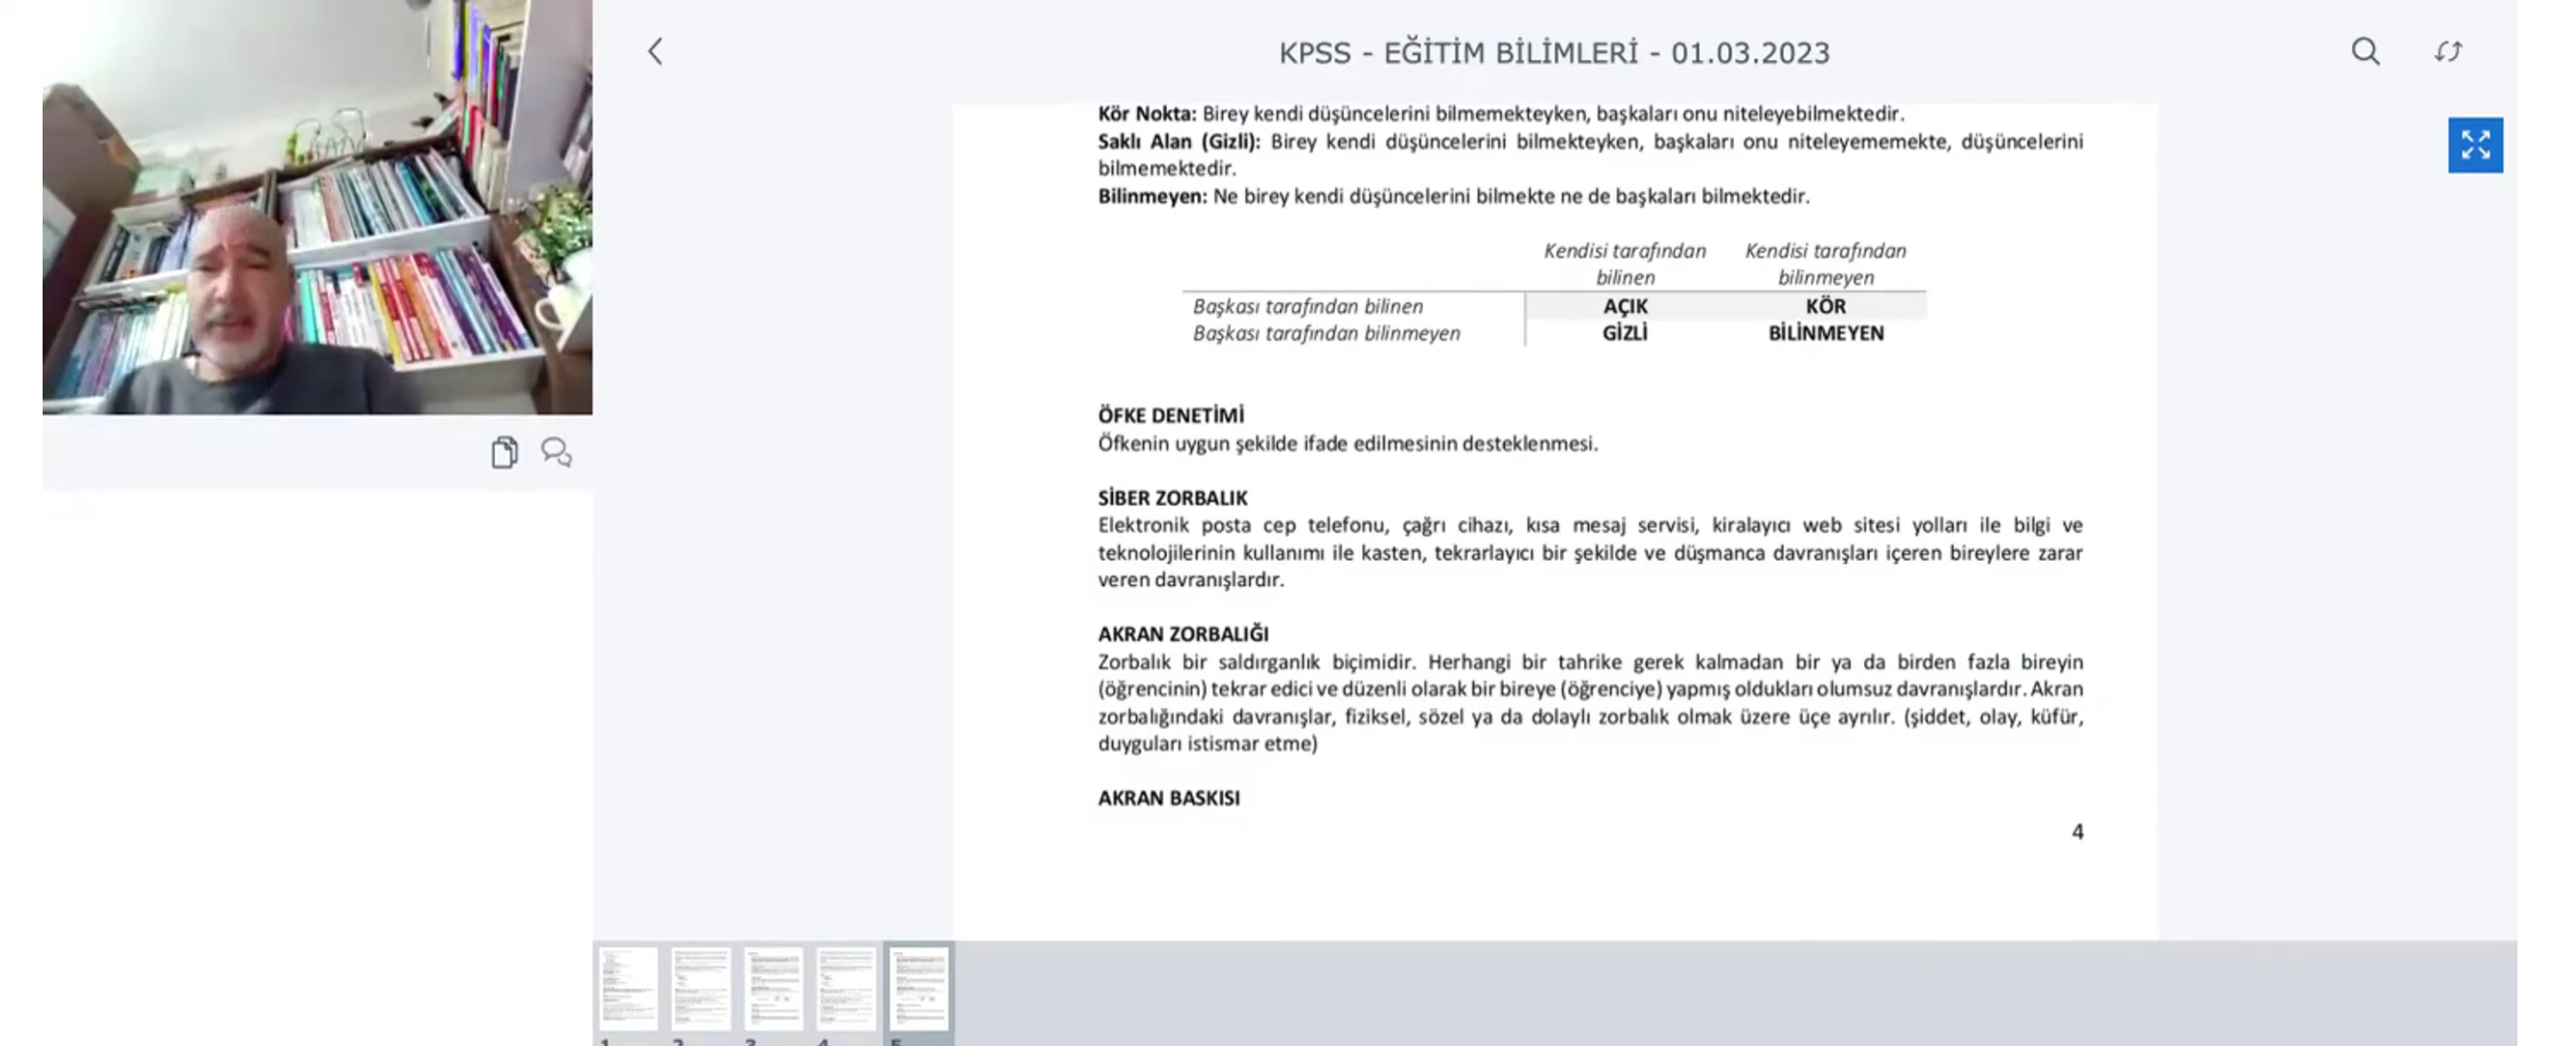 KPSS - EĞİTİM BİLİMLERİ - 01.03.2023
Kör Nokta: Birey kendi düşüncelerini bilmemekteyken, başkaları onu niteleyebilmektedir.
Saklı Alan (Gizli): Birey kendi düşüncelerini bilmekteyken, başkaları onu niteleyememekte, düşüncelerini
bilmemektedir.
Bilinmeyen: Ne birey kendi düşüncelerini bilmekte ne de başkaları bilmektedir.
Kendisi tarafından Kendisi tarafından
bilinen bilinmeyen
Başkası tarafından bilinen AÇIK KÖR
Başkası tarafından bilinmeyen GİZLİ BİLİNMEYEN
ÖFKE DENETİMİ
Öfkenin uygun şekilde ifade edilmesinin desteklenmesi.
SİBER ZORBALIK
Elektronik posta cep telefonu, çağrı cihazı, kısa mesaj servisi, kiralayıcı web sitesi yolları ile bilgi ve
teknolojilerinin kullanımı ile kasten, tekrarlayıcı bir şekilde ve düşmanca davranışları içeren bireylere zarar
veren davranışlardır.
AKRAN ZORBALIĞI
Zorbalık bir saldırganlık biçimidir. Herhangi bir tahrike gerek kalmadan bir ya da birden fazla bireyin
(öğrencinin) tekrar edici ve düzenli olarak bir bireye (öğrenciye) yapmış oldukları olumsuz davranışlardır. Akran
zorbalığındaki davranışlar, fiziksel, sözel ya da dolaylı zorbalık olmak üzere üçe ayrılır. (şiddet, olay, küfür,
duyguları istismar etme)
AKRAN BASKISI
4
1 2 3 4 5